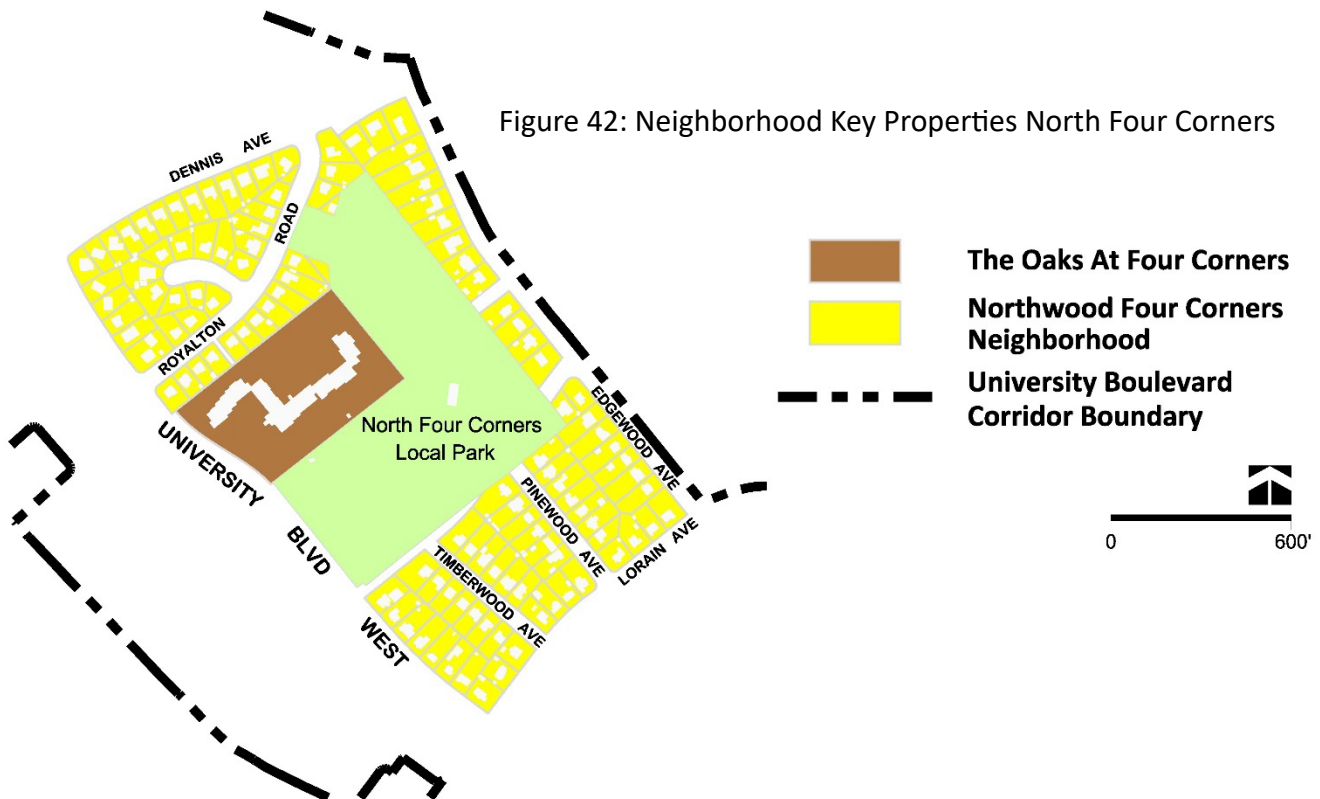 Figure 42: Neighborhood Key Properties North Four Corners
DENNIS AVE
ROAD
ROYALTON
The Oaks At Four Corners
Northwood Four Corners
Neighborhood
University Boulevard
Corridor Boundary
North Four Corners
Local Park
UNIVERSITY
BLVD
WEST
EDGEWOOD AVE
PINEWOOD AVE
TIMBERWOOD AVE
LORAIN AVE
0 600'